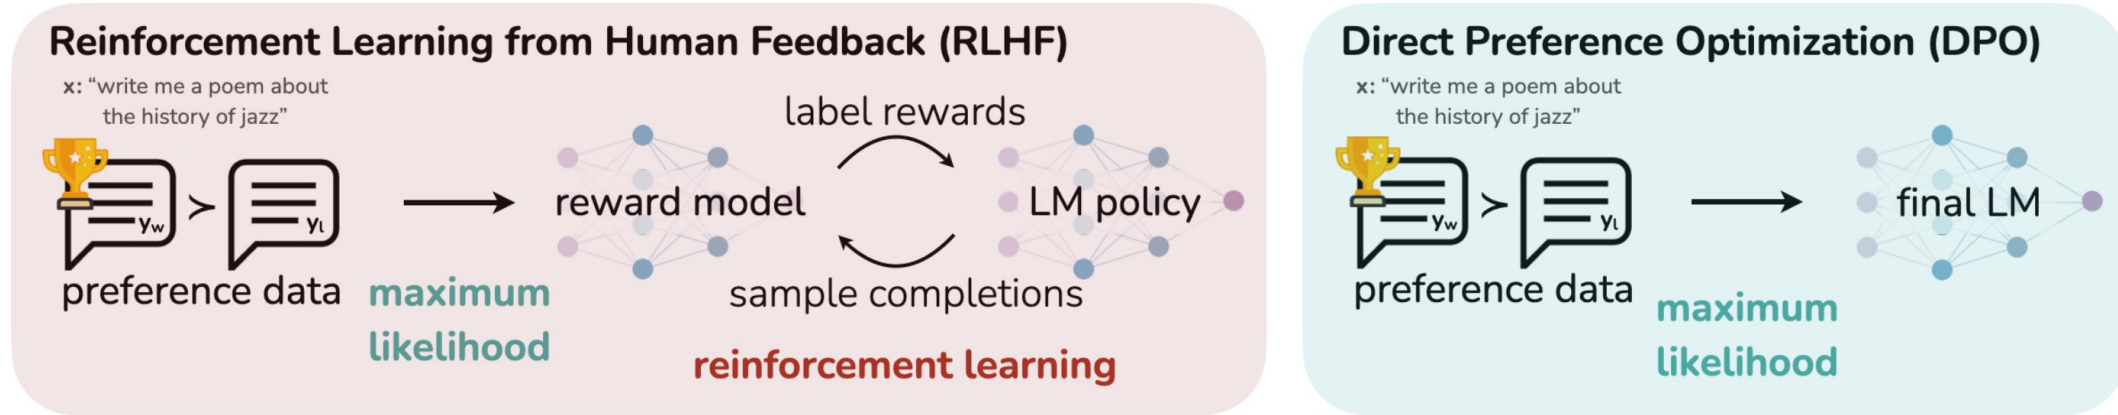 Reinforcement Learning from Human Feedback (RLHF)
x: “write me a poem about
the history of jazz”
label rewards
reward model
LM policy
yw
≻
yl
preference data
maximum
likelihood
sample completions
reinforcement learning
Direct Preference Optimization (DPO)
x: “write me a poem about
the history of jazz”
yw
≻
yl
final LM
preference data
maximum
likelihood